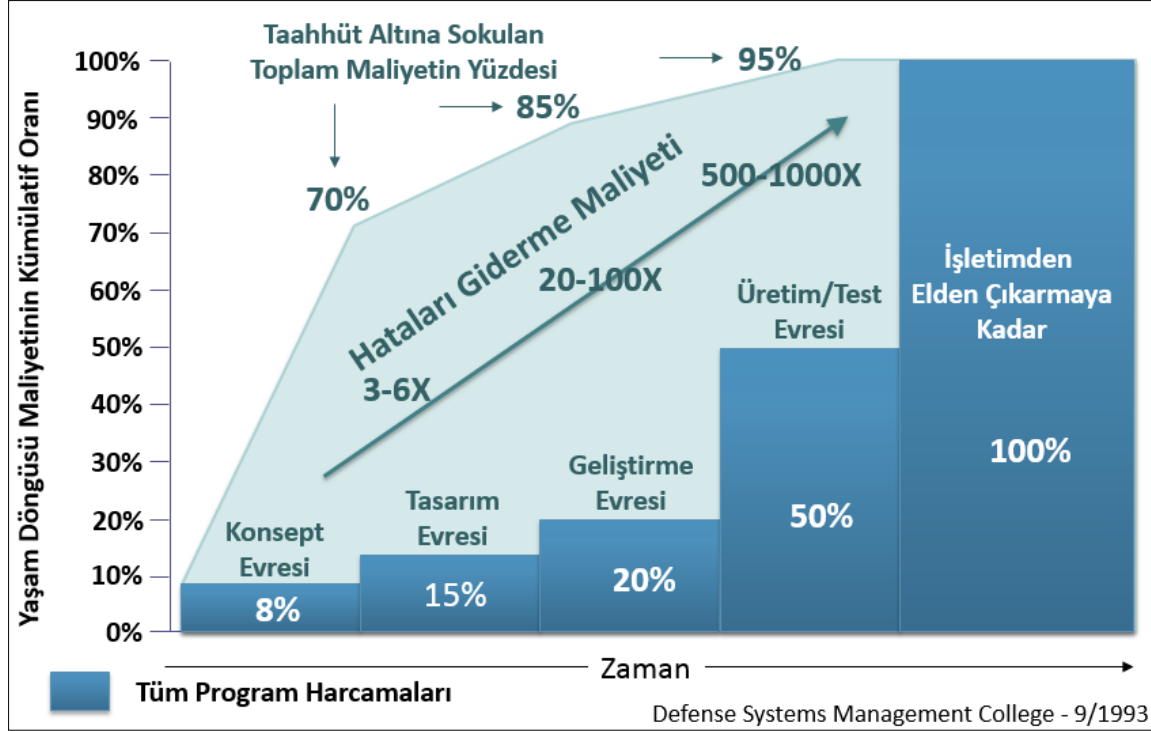 Taahhüt Altına Sokulan
Toplam Maliyetin Yüzdesi
95%
85%
70%
Yaşam Döngüsü Maliyetinin Kümülatif Oranı
100%
90%
80%
70%
60%
50%
40%
30%
20%
10%
0%
Hataları Giderme Maliyeti
500-1000X
20-100X
3-6X
Konsept
Evresi
8%
Tasarım
Evresi
15%
Geliştirme
Evresi
20%
Üretim/Test
Evresi
50%
İşletimden
Elden Çıkarmaya
Kadar
100%
Zaman
Tüm Program Harcamaları
Defense Systems Management College - 9/1993